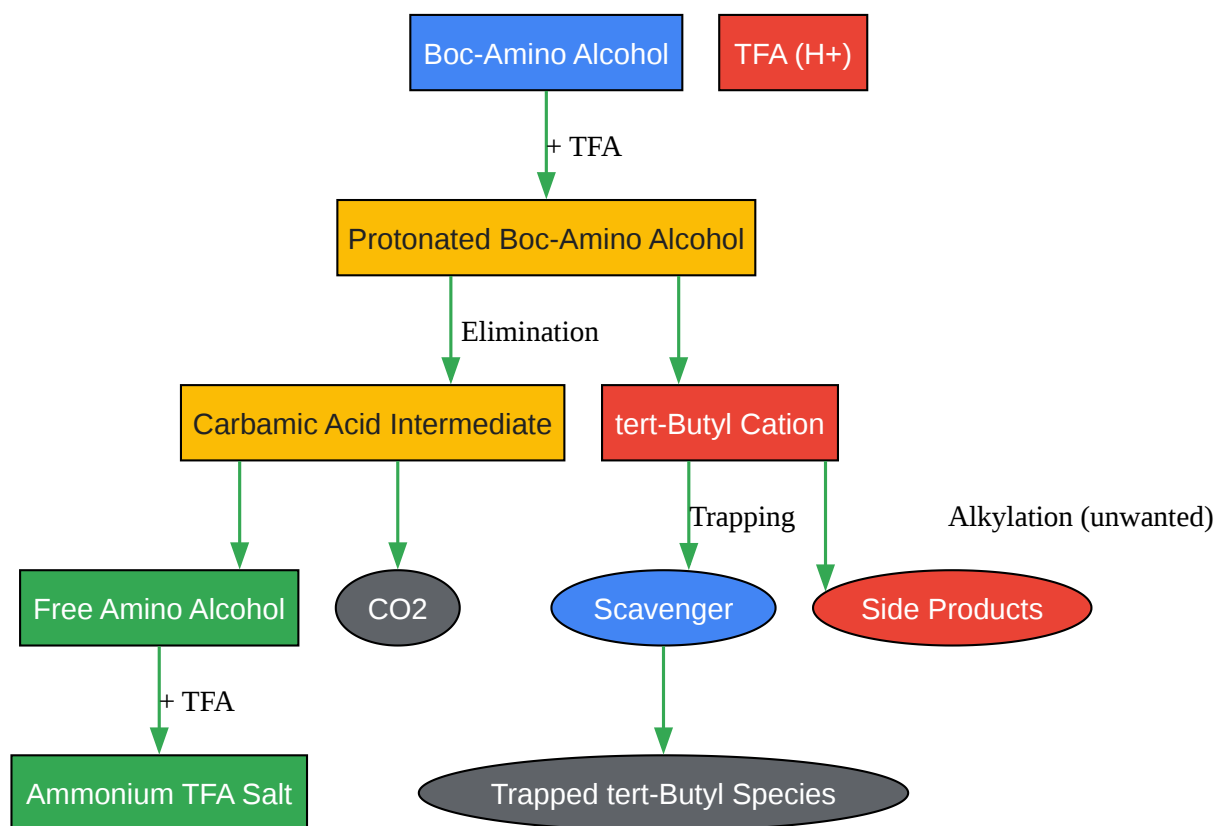 Boc-Amino Alcohol
TFA (H+)
+ TFA
Protonated Boc-Amino Alcohol
Elimination
Carbamic Acid Intermediate
tert-Butyl Cation
Trapping
Alkylation (unwanted)
Free Amino Alcohol
CO2
Scavenger
Side Products
+ TFA
Ammonium TFA Salt
Trapped tert-Butyl Species